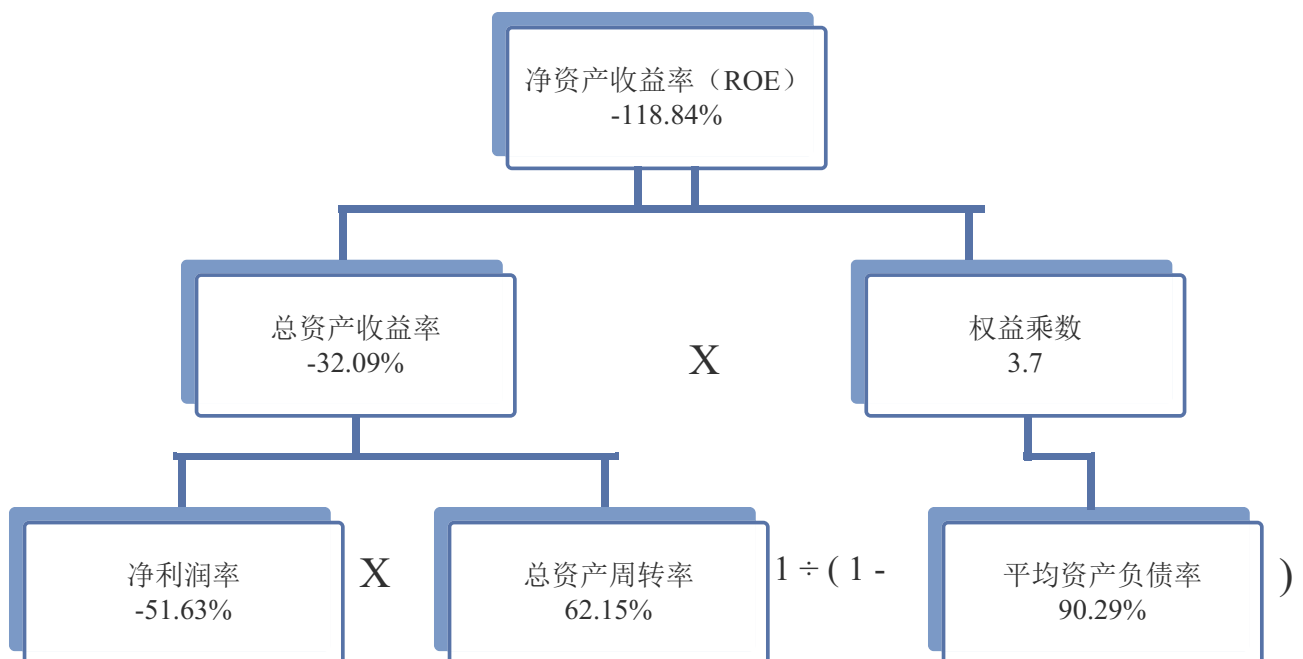 净资产收益率（ROE）
-118.84%
总资产收益率
-32.09%
X
权益乘数
3.7
净利润率
-51.63%
X
总资产周转率
62.15%
1 ÷ ( 1 -
平均资产负债率
90.29%
)